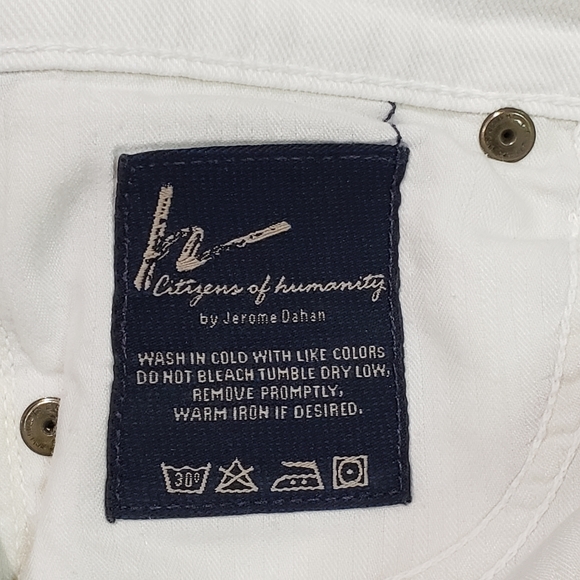 h
Citizens of humanity
by Jerome Dahan
WASH IN COLD WITH LIKE COLORS
DO NOT BLEACH TUMBLE DRY LOW,
REMOVE PROMPTLY,
WARM IRON IF DESIRED.
30°